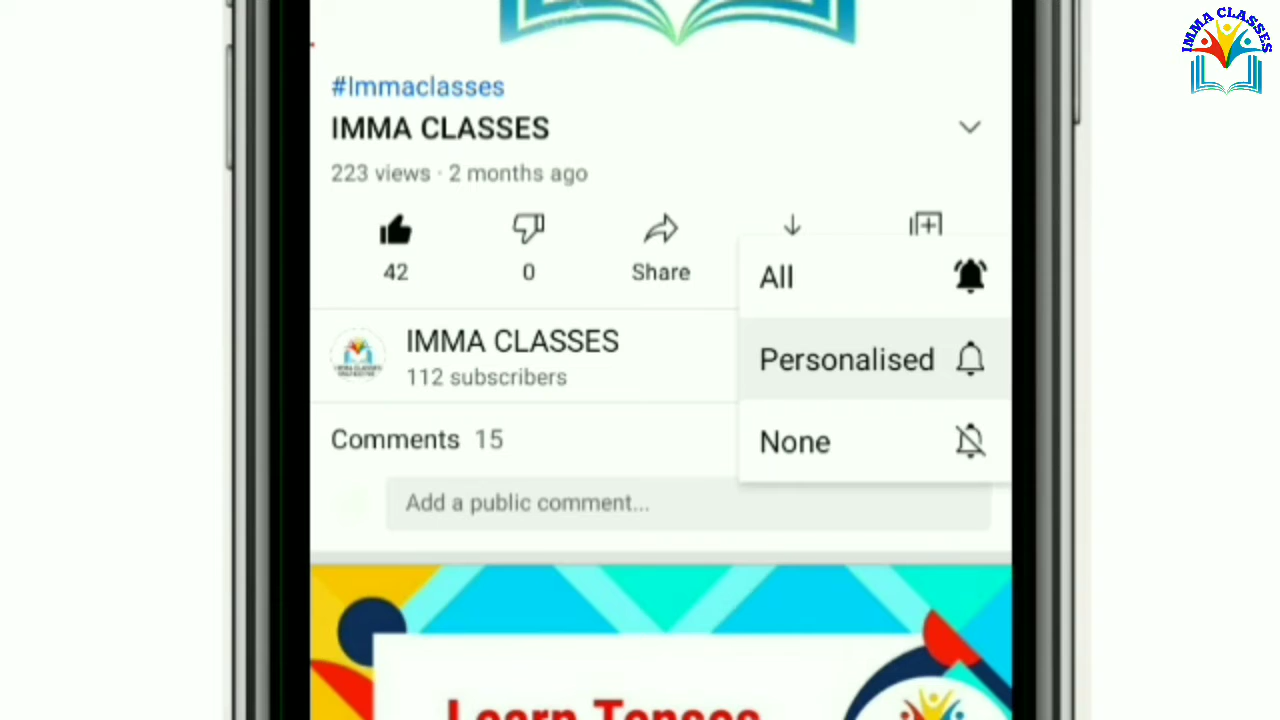 IMMA CLASSES
#Immaclasses
IMMA CLASSES
223 views · 2 months ago
42
0
Share
All
IMMA CLASSES
112 subscribers
Personalised
Comments 15
None
Add a public comment...
Learn Tenses